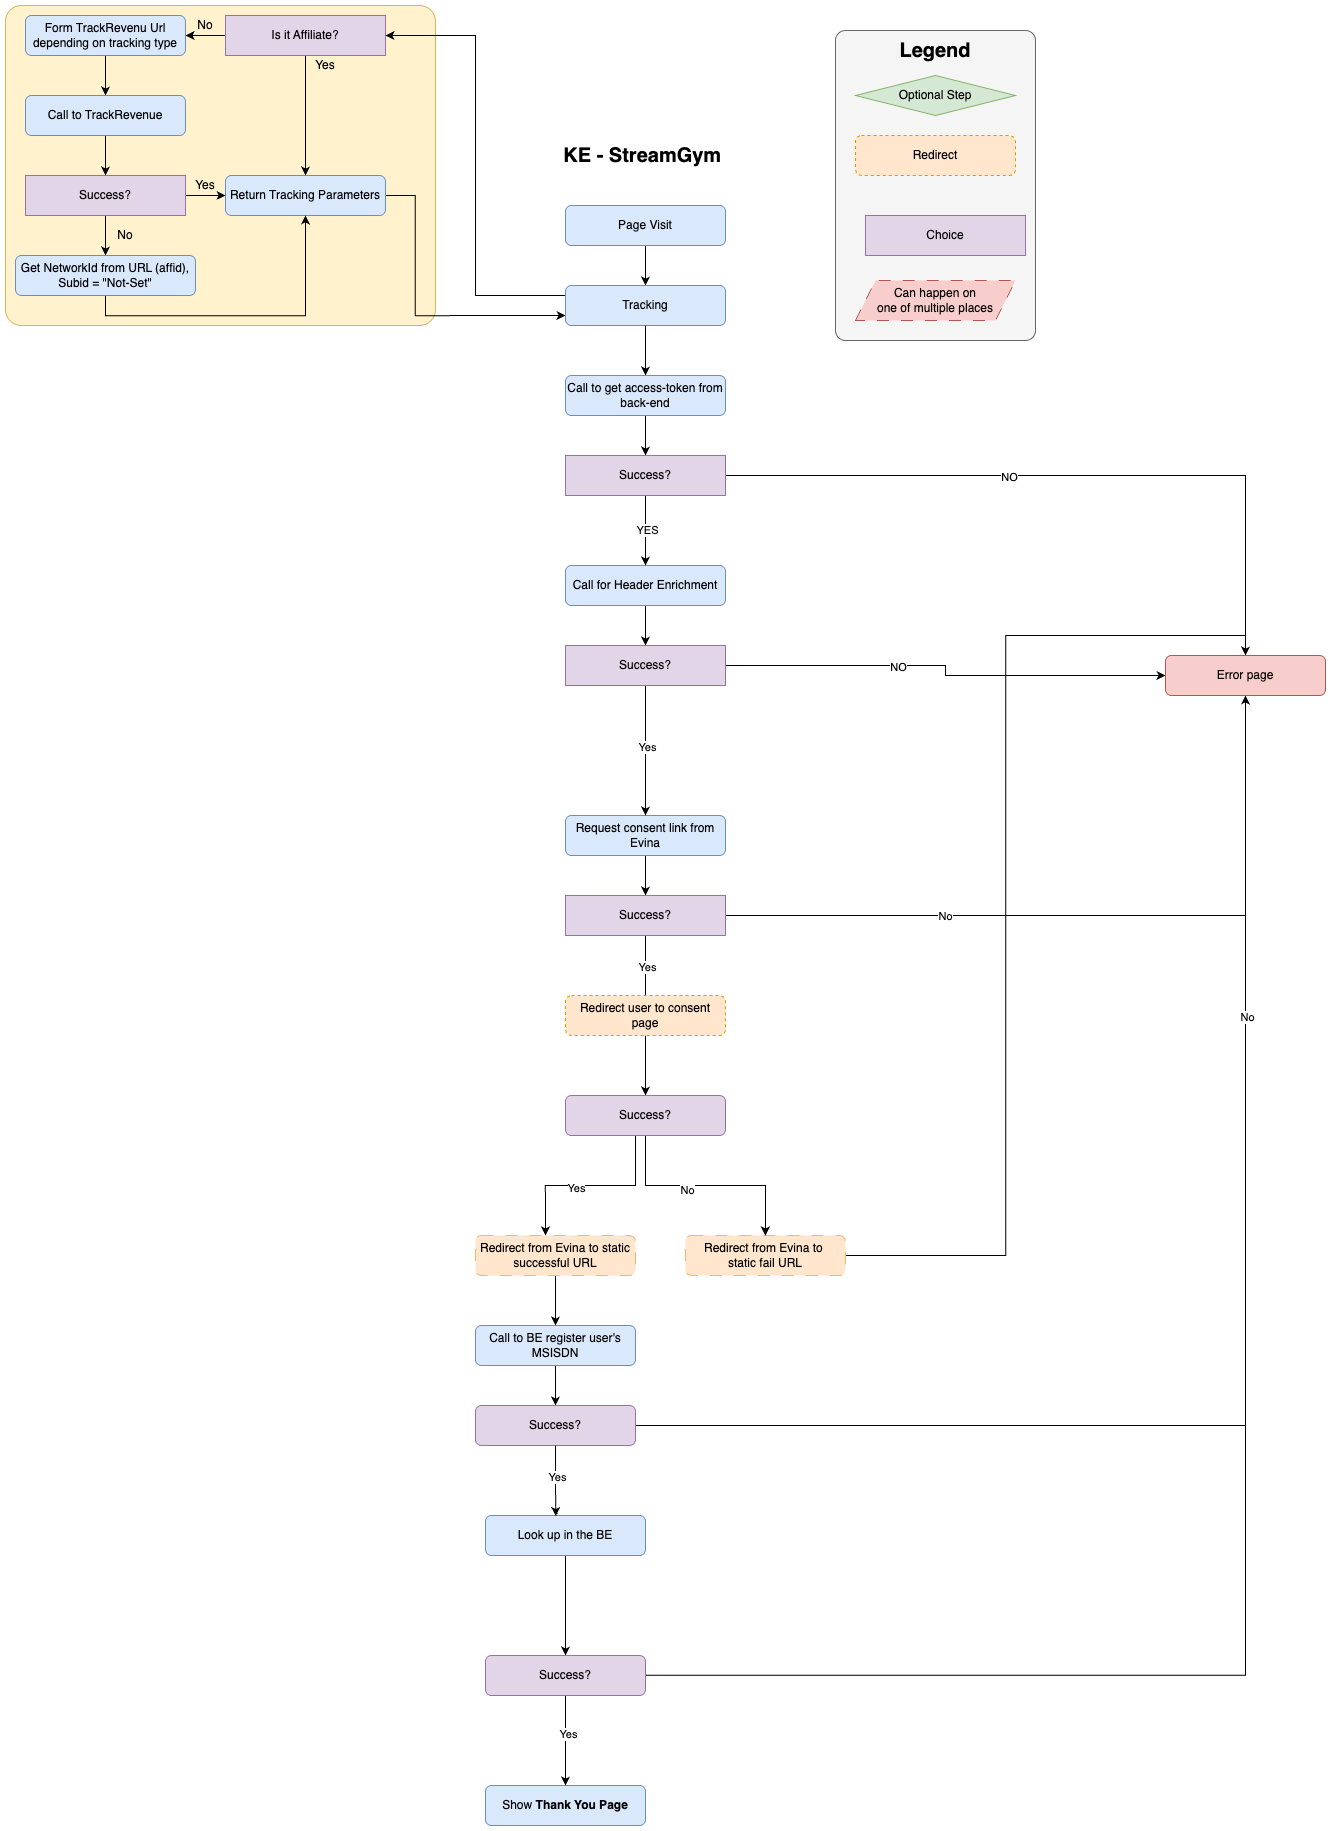 Form TrackRevenu Url
depending on tracking type
No
Is it Affiliate?
Yes
Call to TrackRevenue
Success?
Yes
Return Tracking Parameters
No
Get NetworkId from URL (affid),
Subid = "Not-Set"
Legend
Optional Step
Redirect
Choice
Can happen on
one of multiple places
KE - StreamGym
Page Visit
Tracking
Call to get access-token from
back-end
Success?
NO
YES
Call for Header Enrichment
Success?
NO
Error page
Yes
Request consent link from
Evina
Success?
No
Yes
Redirect user to consent
page
No
Success?
Yes
No
Redirect from Evina to static
successful URL
Redirect from Evina to
static fail URL
Call to BE register user's
MSISDN
Success?
Yes
Look up in the BE
Success?
Yes
Show Thank You Page